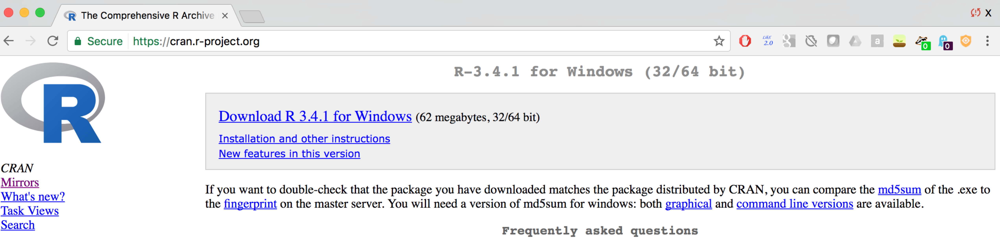 The Comprehensive R Archive
X
Secure https://cran.r-project.org
LibX
2.0
a
0
0
R
R-3.4.1 for Windows (32/64 bit)
Download R 3.4.1 for Windows (62 megabytes, 32/64 bit)
Installation and other instructions
New features in this version
CRAN
Mirrors
What's new?
Task Views
Search
If you want to double-check that the package you have downloaded matches the package distributed by CRAN, you can compare the md5sum of the .exe to
the fingerprint on the master server. You will need a version of md5sum for windows: both graphical and command line versions are available.
Frequently asked questions